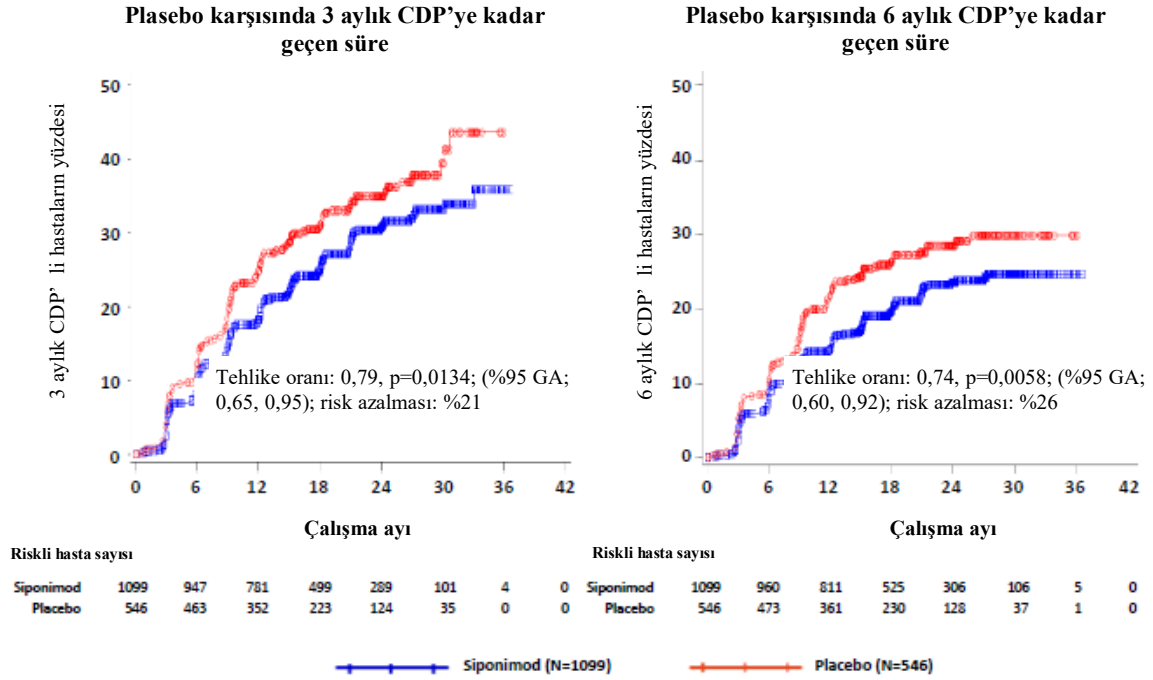 Plasebo karşısında 3 aylık CDP’ye kadar
geçen süre
3 aylık CDP’ li hastaların yüzdesi
50
40
30
20
10
0
Tehlike oranı: 0,79, p=0,0134; (%95 GA;
0,65, 0,95); risk azalması: %21
0 6 12 18 24 30 36 42
Çalışma ayı
Riskli hasta sayısı
Siponimod 1099 947 781 499 289 101 4 0
Placebo 546 463 352 223 124 35 0 0
Plasebo karşısında 6 aylık CDP’ye kadar
geçen süre
6 aylık CDP’ li hastaların yüzdesi
50
40
30
20
10
0
Tehlike oranı: 0,74, p=0,0058; (%95 GA;
0,60, 0,92); risk azalması: %26
0 6 12 18 24 30 36 42
Çalışma ayı
Riskli hasta sayısı
Siponimod 1099 960 811 525 306 106 5 0
Placebo 546 473 361 230 128 37 1 0
Siponimod (N=1099)
Placebo (N=546)